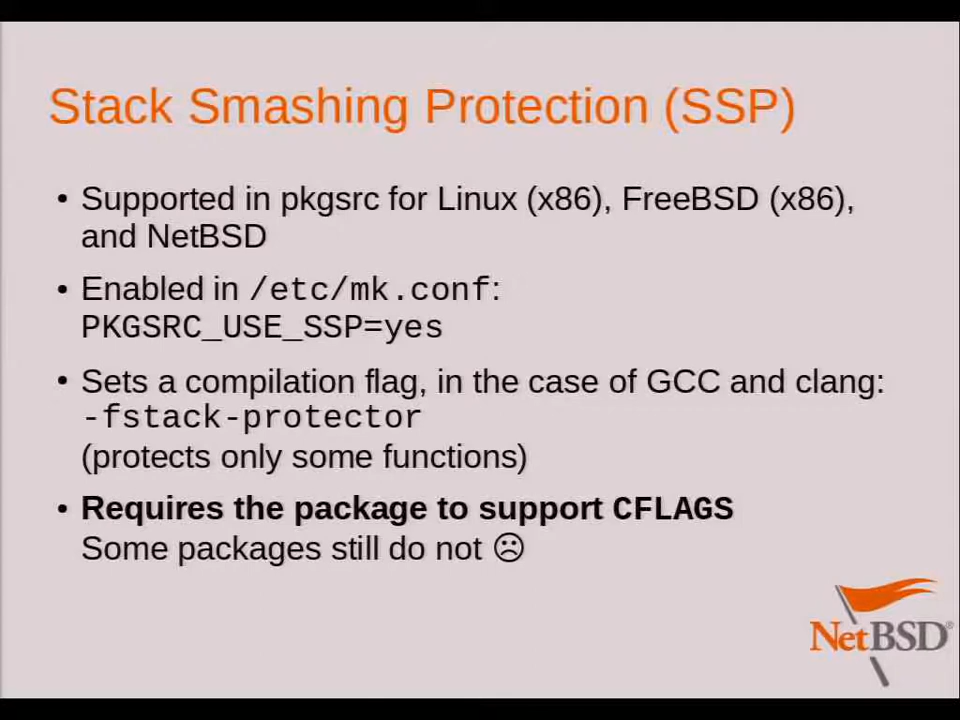 Stack Smashing Protection (SSP)
• Supported in pkgsrc for Linux (x86), FreeBSD (x86),
and NetBSD
• Enabled in /etc/mk.conf:
PKGSRC_USE_SSP=yes
• Sets a compilation flag, in the case of GCC and clang:
-fstack-protector
(protects only some functions)
• Requires the package to support CFLAGS
Some packages still do not ☹
NetBSD®